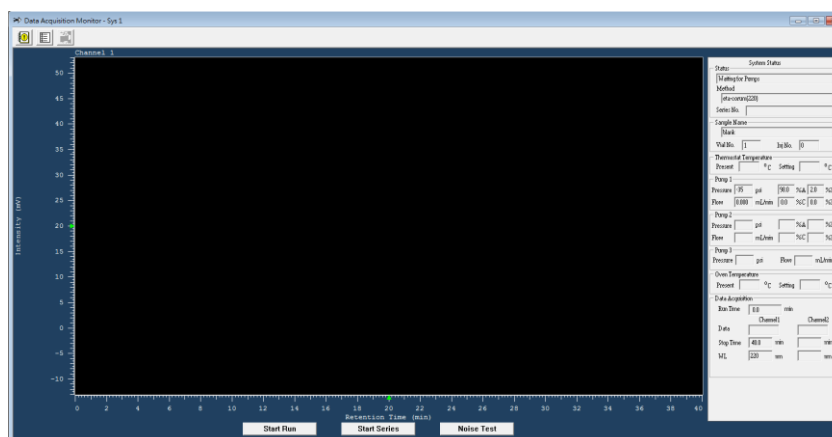 Data Acquisition Monitor - Sys 1
Channel 1
Intensity (mV)
50
45
40
35
30
25
20
15
10
5
0
-5
-10
0 2 4 6 8 10 12 14 16 18 20 22 24 26 28 30 32 34 36 38 40
Retention Time (min)
Start Run Start Series Noise Test
System Status
Status
Waiting for Pumps
Method
Series No.
Sample Name
blank
Vial No. 1 Inj No. 0
Thermostat Temperature
Present °C Setting °C
Pump 1
Pressure -35 psi %A 2.0
Flow 0.000 mL/min 0.0 %C 0.0
Pump 2
Pressure psi %A
Flow mL/min %C
Pump 3
Pressure psi Flow mL/min
Oven Temperature
Present °C Setting °C
Data Acquisition
Run Time 0.0 min
Channel1 Channel2
Data
Stop Time 40.0 min min
WL 220 nm nm